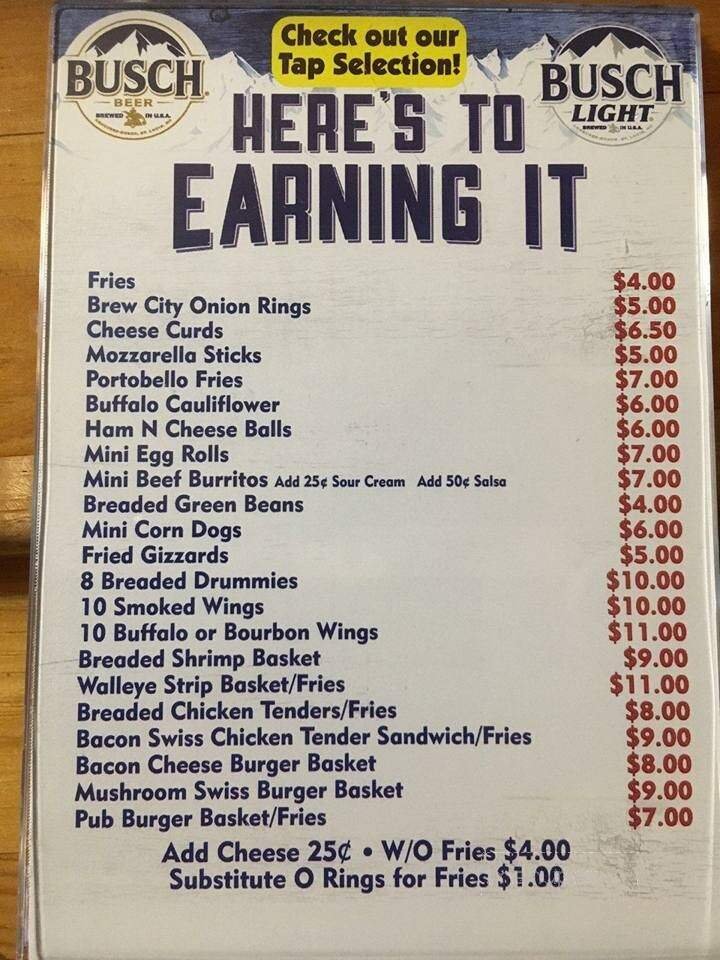 Check out our
Tap Selection!
BUSCH
BEER
BREWED IN U.S.A.
BUSCH
LIGHT
BREWED IN U.S.A.
HERE'S TO
EARNING IT
Fries $4.00
Brew City Onion Rings $5.00
Cheese Curds $6.50
Mozzarella Sticks $5.00
Portobello Fries $7.00
Buffalo Cauliflower $6.00
Ham N Cheese Balls $6.00
Mini Egg Rolls $7.00
Mini Beef Burritos Add 25¢ Sour Cream Add 50¢ Salsa $7.00
Breaded Green Beans $4.00
Mini Corn Dogs $6.00
Fried Gizzards $5.00
8 Breaded Drummies $10.00
10 Smoked Wings $10.00
10 Buffalo or Bourbon Wings $11.00
Breaded Shrimp Basket $9.00
Walleye Strip Basket/Fries $11.00
Breaded Chicken Tenders/Fries $8.00
Bacon Swiss Chicken Tender Sandwich/Fries $9.00
Bacon Cheese Burger Basket $8.00
Mushroom Swiss Burger Basket $9.00
Pub Burger Basket/Fries $7.00
Add Cheese 25¢ • W/O Fries $4.00
Substitute O Rings for Fries $1.00